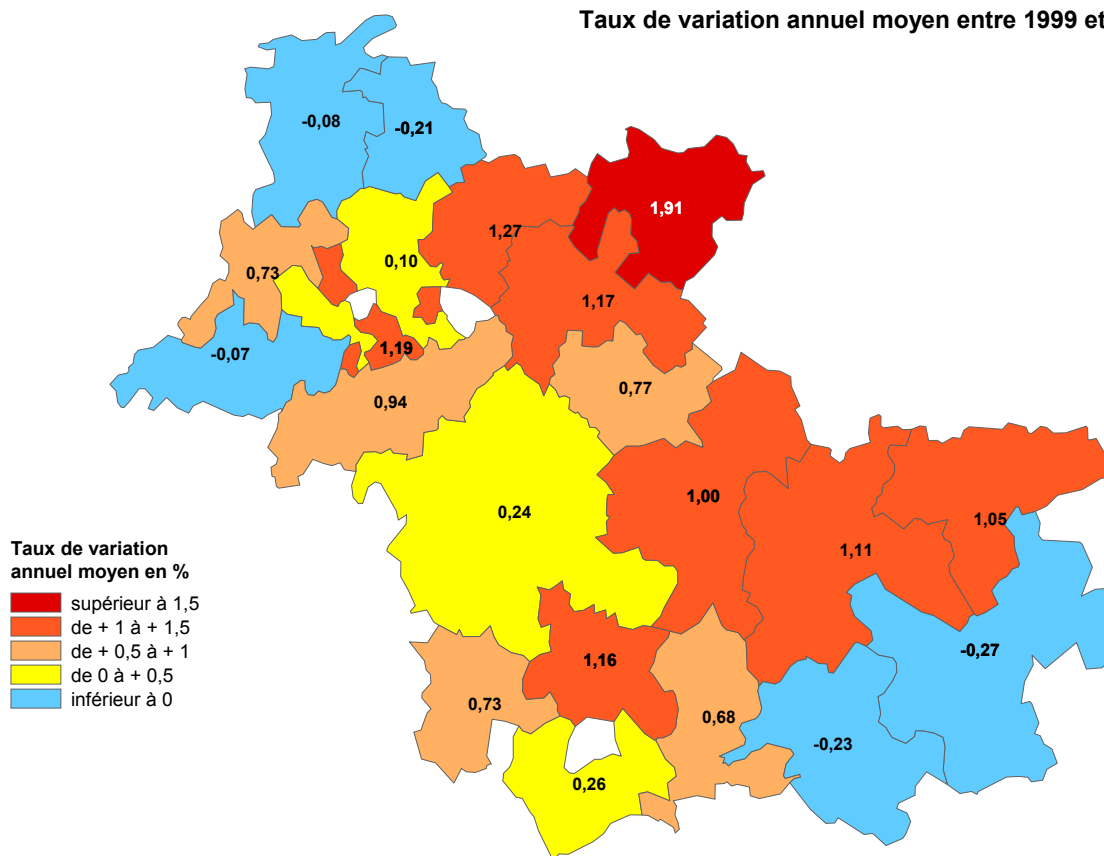 Taux de variation annuel moyen entre 1999 et
-0,08
-0,21
1,91
1,27
0,10
0,73
1,17
-0,07
1,19
0,77
0,94
1,00
0,24
1,05
1,11
Taux de variation
annuel moyen en %
supérieur à 1,5
de + 1 à + 1,5
de + 0,5 à + 1
de 0 à + 0,5
inférieur à 0
1,16
-0,27
0,73
0,68
-0,23
0,26